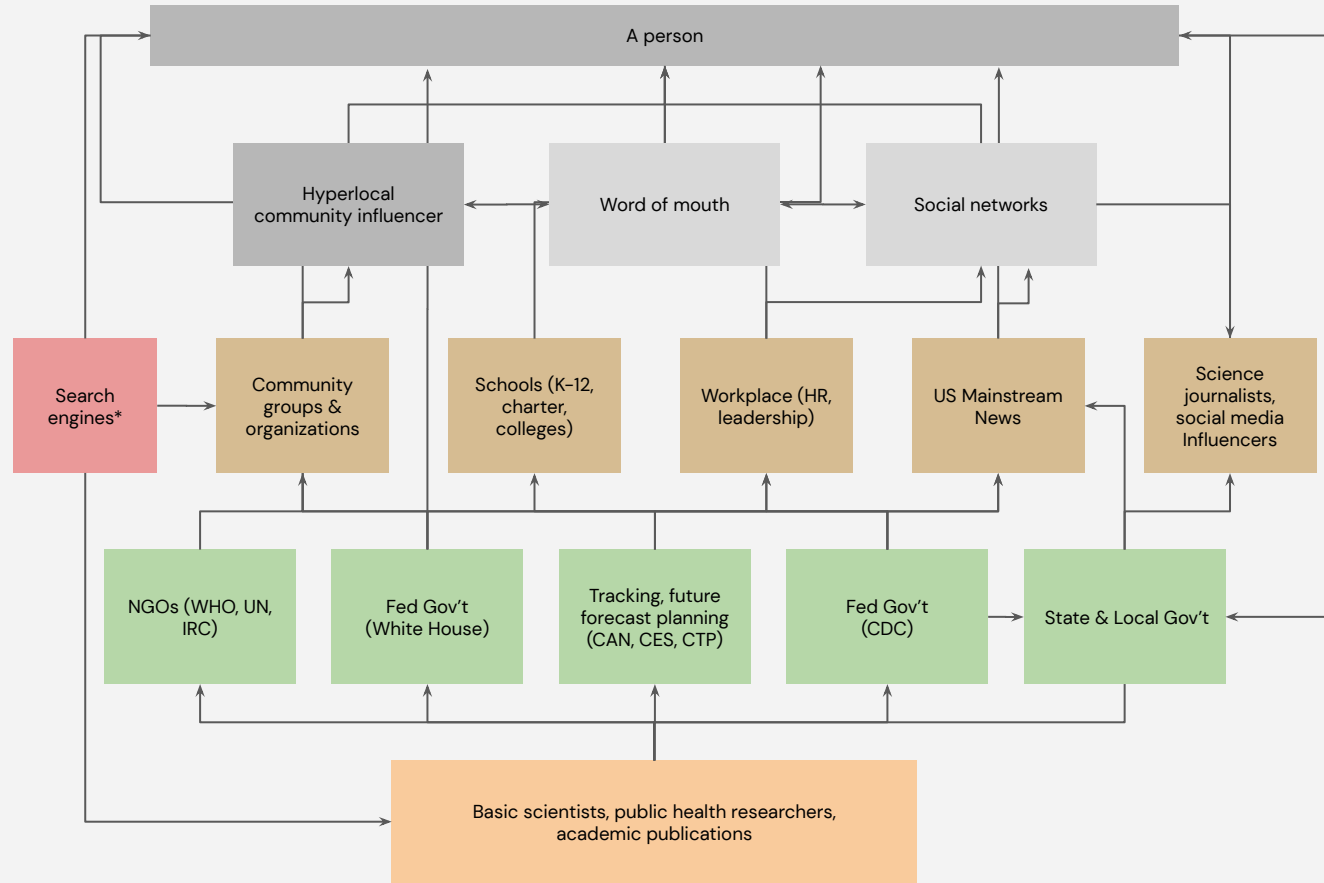 A person
Hyperlocal
community influencer
Word of mouth
Social networks
Search
engines*
Community
groups &
organizations
Schools (K-12,
charter,
colleges)
Workplace (HR,
leadership)
US Mainstream
News
Science
journalists,
social media
Influencers
NGOs (WHO, UN,
IRC)
Fed Gov’t
(White House)
Tracking, future
forecast planning
(CAN, CES, CTP)
Fed Gov’t
(CDC)
State & Local Gov’t
Basic scientists, public health researchers,
academic publications